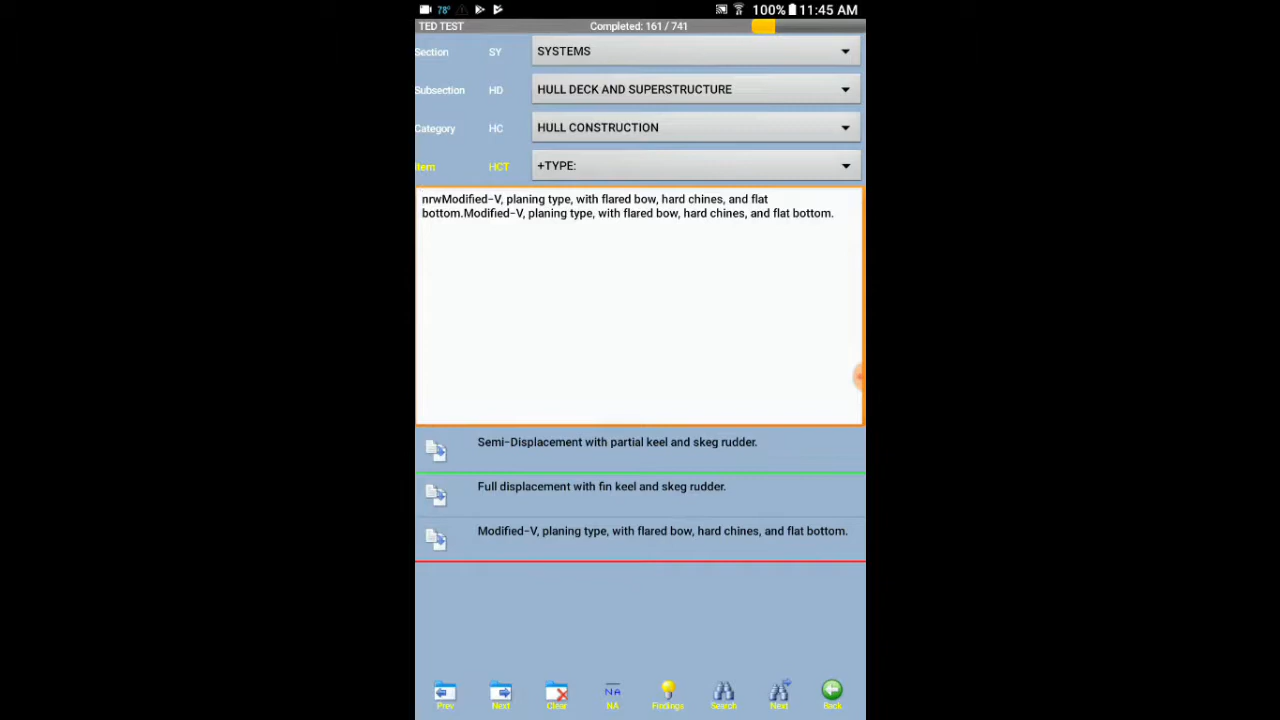 78° 100% 11:45 AM
TED TEST Completed: 161 / 741
Section SY SYSTEMS
Subsection HD HULL DECK AND SUPERSTRUCTURE
Category HC HULL CONSTRUCTION
Item HCT +TYPE:
nrwModified-V, planing type, with flared bow, hard chines, and flat
bottom.Modified-V, planing type, with flared bow, hard chines, and flat bottom.
Semi-Displacement with partial keel and skeg rudder.
Full displacement with fin keel and skeg rudder.
Modified-V, planing type, with flared bow, hard chines, and flat bottom.
NA
Prev Next Clear NA Findings Search Next Back